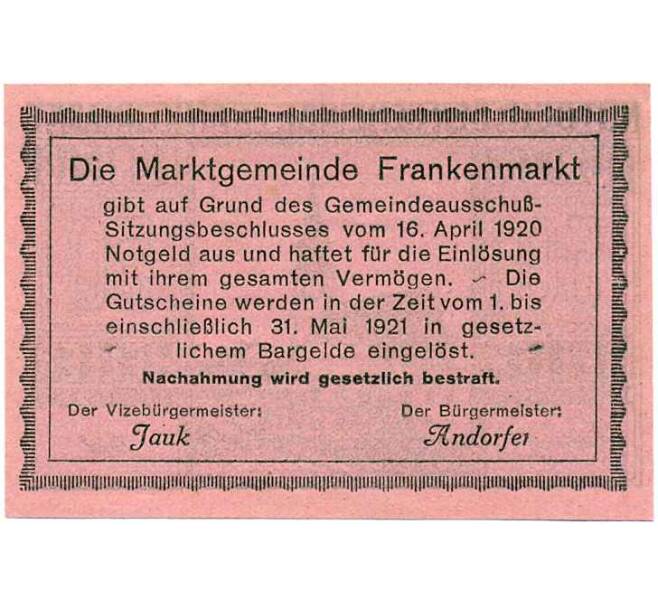 Die Marktgemeinde Frankenmarkt
gibt auf Grund des Gemeindeausschuß-
Sitzungsbeschlusses vom 16. April 1920
Notgeld aus und haftet für die Einlösung
mit ihrem gesamten Vermögen. ~ Die
Gutscheine werden in der Zeit vom 1. bis
einschließlich 31. Mai 1921 in gesetz-
lichem Bargelde eingelöst.
Nachahmung wird gesetzlich bestraft.
Der Vizebürgermeister: Der Bürgermeister:
Jauk Andorfer